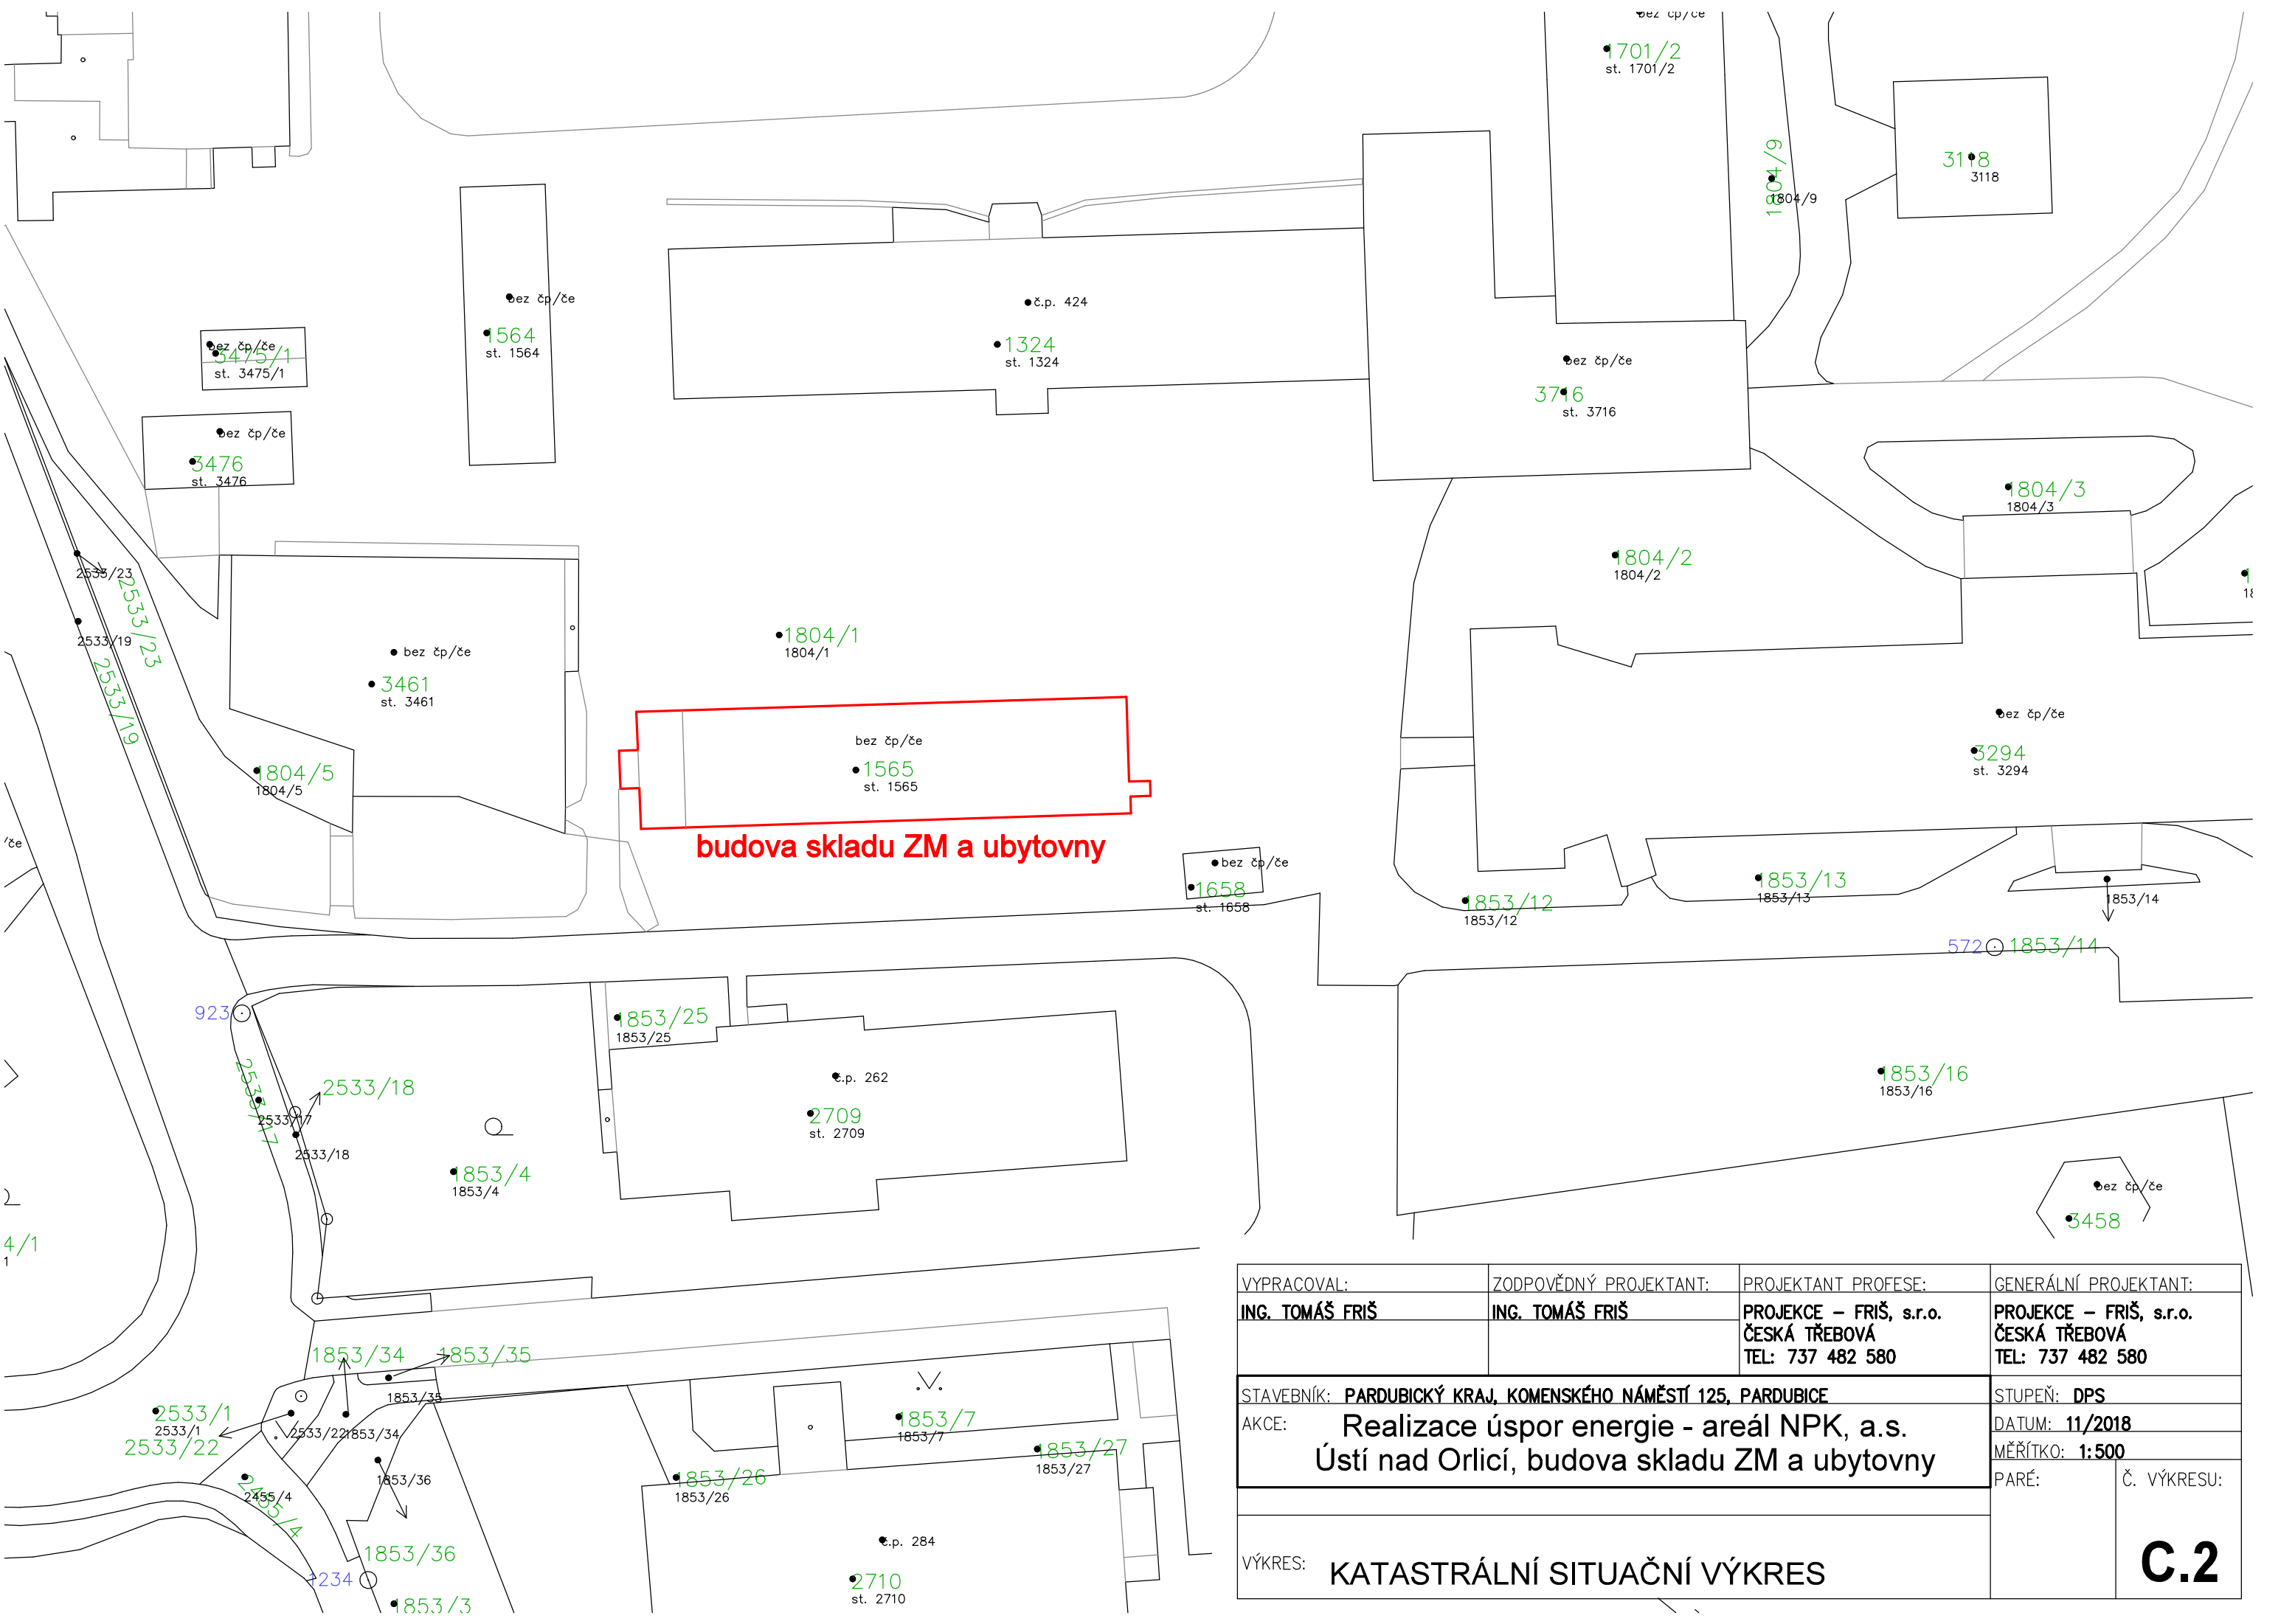 bez čp/če
1701/2
st. 1701/2
1804/9
1804/9
3118
3118
bez čp/če
1564
st. 1564
č.p. 424
1324
st. 1324
bez čp/če
3475/1
st. 3475/1
bez čp/če
3716
st. 3716
bez čp/če
3476
st. 3476
1804/3
1804/3
1804/2
1804/2
2533/23
2533/23
2533/19
2533/19
1804/1
1804/1
bez čp/če
3461
st. 3461
bez čp/če
1565
st. 1565
budova skladu ZM a ubytovny
bez čp/če
3294
st. 3294
1804/5
1804/5
bez čp/če
1658
st. 1658
1853/12
1853/12
1853/13
1853/13
1853/14
572
1853/14
923
1853/25
1853/25
č.p. 262
2709
st. 2709
1853/16
1853/16
2533/17
2533/17
2533/18
2533/18
1853/4
1853/4
bez čp/če
3458
4/1
1
1853/34
1853/35
1853/35
2533/1
2533/1
2533/22
2533/22
1853/34
1853/7
1853/7
1853/27
1853/27
1853/26
1853/26
1853/36
2455/4
2455/4
1853/36
1234
1853/3
č.p. 284
2710
st. 2710
VYPRACOVAL:
ING. TOMÁŠ FRIŠ
ZODPOVĚDNÝ PROJEKTANT:
ING. TOMÁŠ FRIŠ
PROJEKTANT PROFESE:
PROJEKCE – FRIŠ, s.r.o.
ČESKÁ TŘEBOVÁ
TEL: 737 482 580
GENERÁLNÍ PROJEKTANT:
PROJEKCE – FRIŠ, s.r.o.
ČESKÁ TŘEBOVÁ
TEL: 737 482 580
STAVEBNÍK: PARDUBICKÝ KRAJ, KOMENSKÉHO NÁMĚSTÍ 125, PARDUBICE
AKCE: Realizace úspor energie - areál NPK, a.s.
Ústí nad Orlicí, budova skladu ZM a ubytovny
STUPEŇ: DPS
DATUM: 11/2018
MĚŘÍTKO: 1:500
PARÉ:
Č. VÝKRESU:
C.2
VÝKRES: KATASTRÁLNÍ SITUAČNÍ VÝKRES